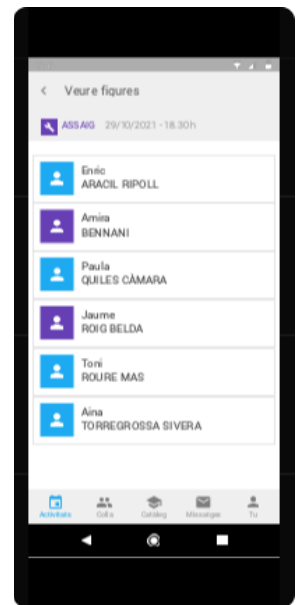 Veure figures
ASSAIG 29/10/2021 - 18.30h
Enric
ARACIL RIPOLL
Amira
BENNANI
Paula
QUILES CÀMARA
Jaume
ROIG BELDA
Toni
ROURE MAS
Aina
TORREGROSSA SIVERA
Activitats Colla Catàleg Missatges Tu